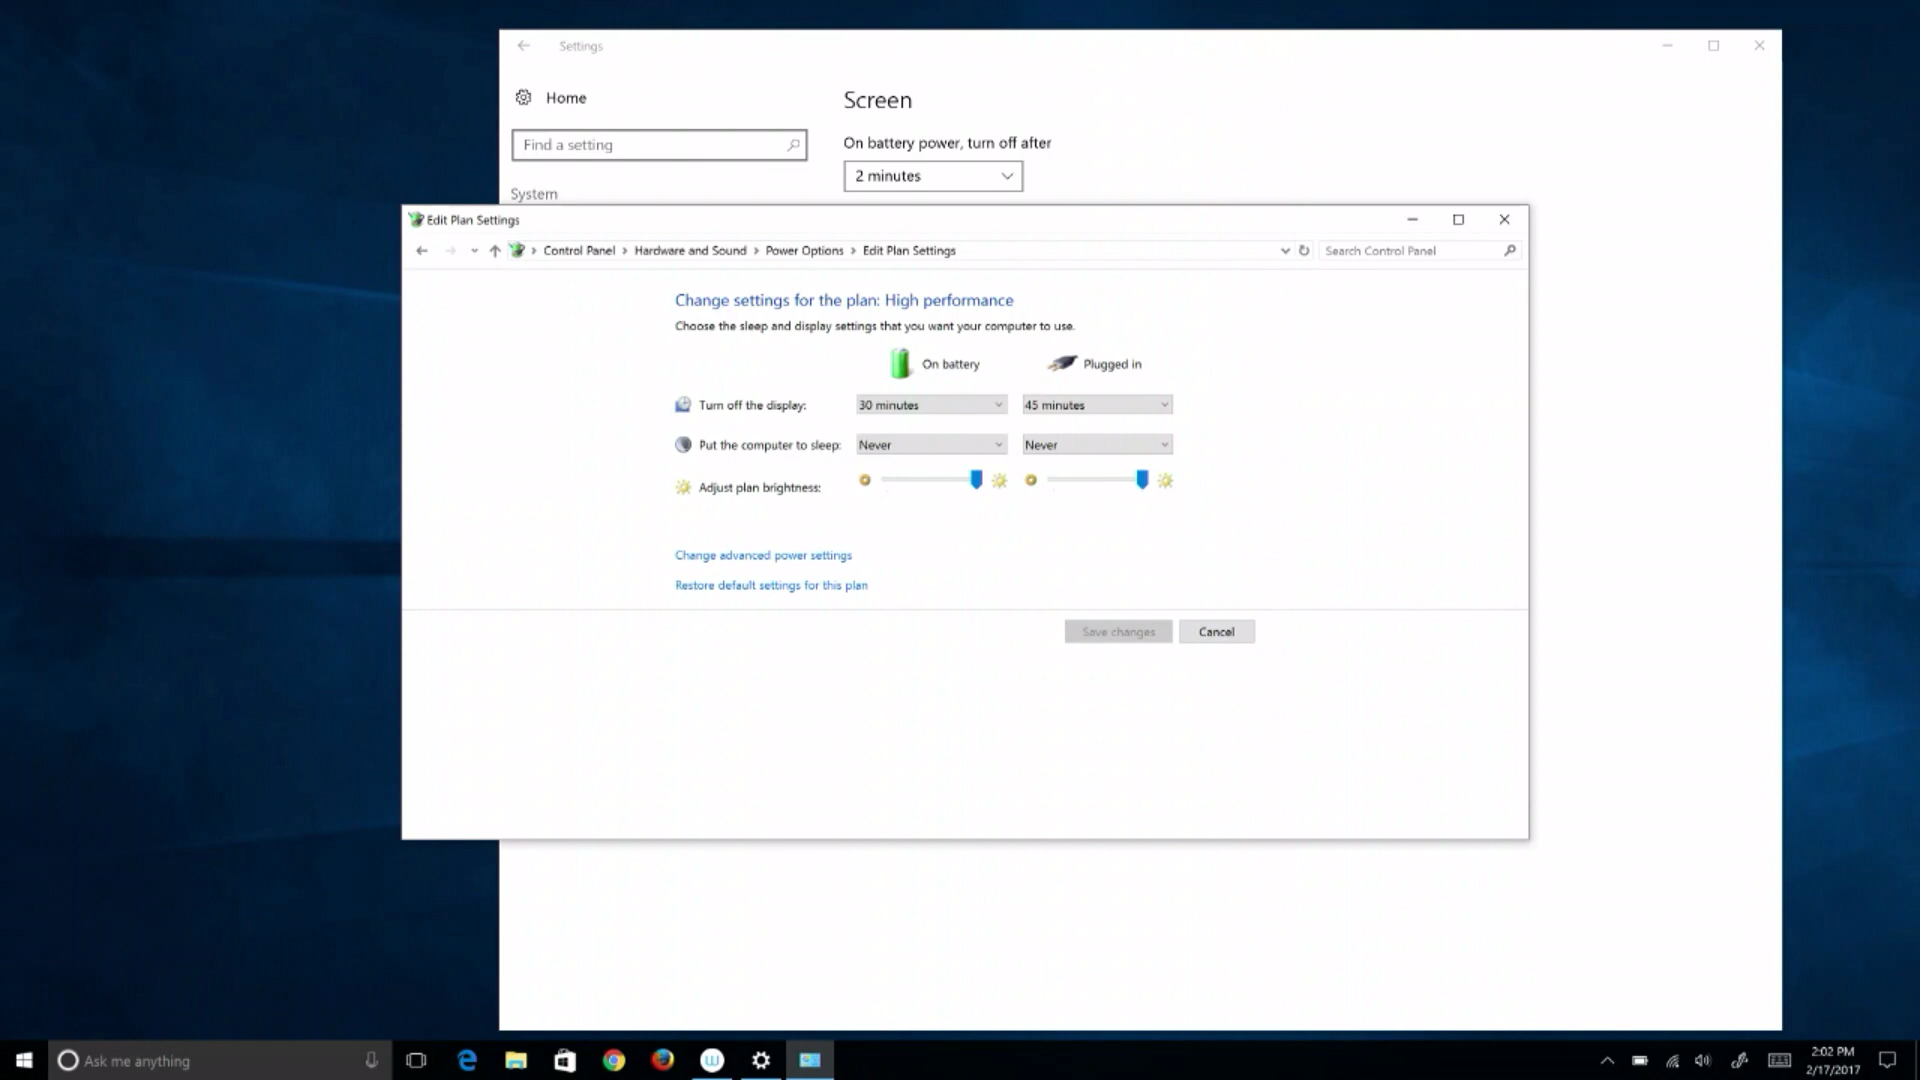 Settings
Home
Find a setting
System
Screen
On battery power, turn off after
2 minutes
Edit Plan Settings
Control Panel > Hardware and Sound > Power Options > Edit Plan Settings
Search Control Panel
Change settings for the plan: High performance
Choose the sleep and display settings that you want your computer to use.
On battery
Plugged in
Turn off the display:
30 minutes
45 minutes
Put the computer to sleep:
Never
Never
Adjust plan brightness:
Change advanced power settings
Restore default settings for this plan
Save changes
Cancel
Ask me anything
2:02 PM
2/17/2017